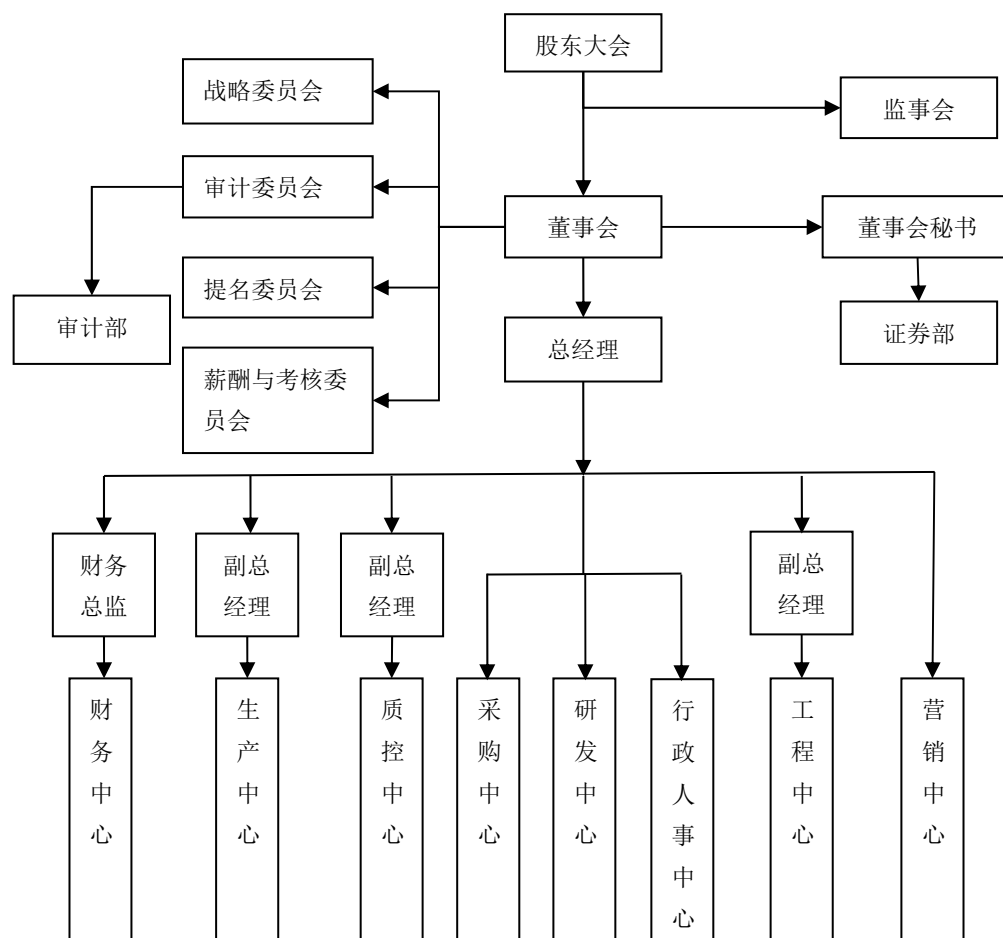 股东大会
战略委员会
监事会
审计委员会
董事会
董事会秘书
提名委员会
审计部
总经理
证券部
薪酬与考核委
员会
财务
总监
副总
经理
副总
经理
副总
经理
财务中心
生产中心
质控中心
采购中心
研发中心
行政人事中心
工程中心
营销中心